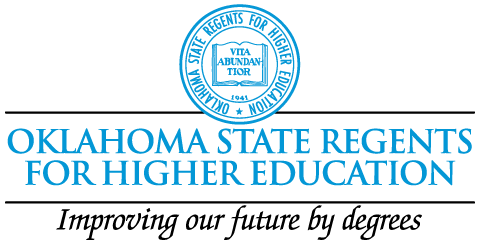 OKLAHOMA STATE REGENTS FOR HIGHER EDUCATION
VITA
ABUNDAN-
TIOR
1941
OKLAHOMA STATE REGENTS
FOR HIGHER EDUCATION
Improving our future by degrees